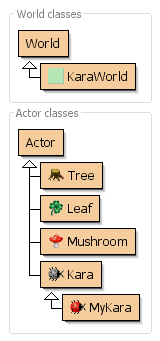 World classes
World
KaraWorld
Actor classes
Actor
Tree
Leaf
Mushroom
Kara
MyKara